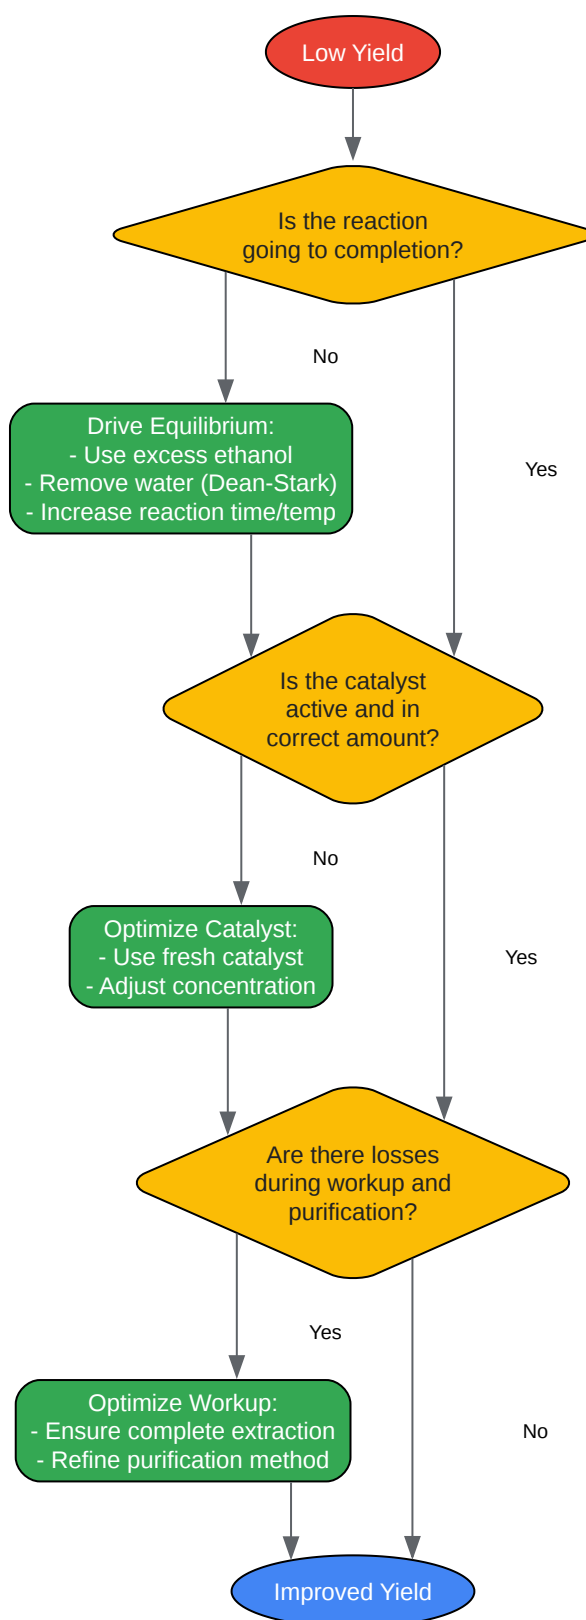 Low Yield
Is the reaction
going to completion?
No
Drive Equilibrium:
- Use excess ethanol
- Remove water (Dean-Stark)
- Increase reaction time/temp
Yes
Is the catalyst
active and in
correct amount?
No
Optimize Catalyst:
- Use fresh catalyst
- Adjust concentration
Yes
Are there losses
during workup and
purification?
Yes
Optimize Workup:
- Ensure complete extraction
- Refine purification method
No
Improved Yield